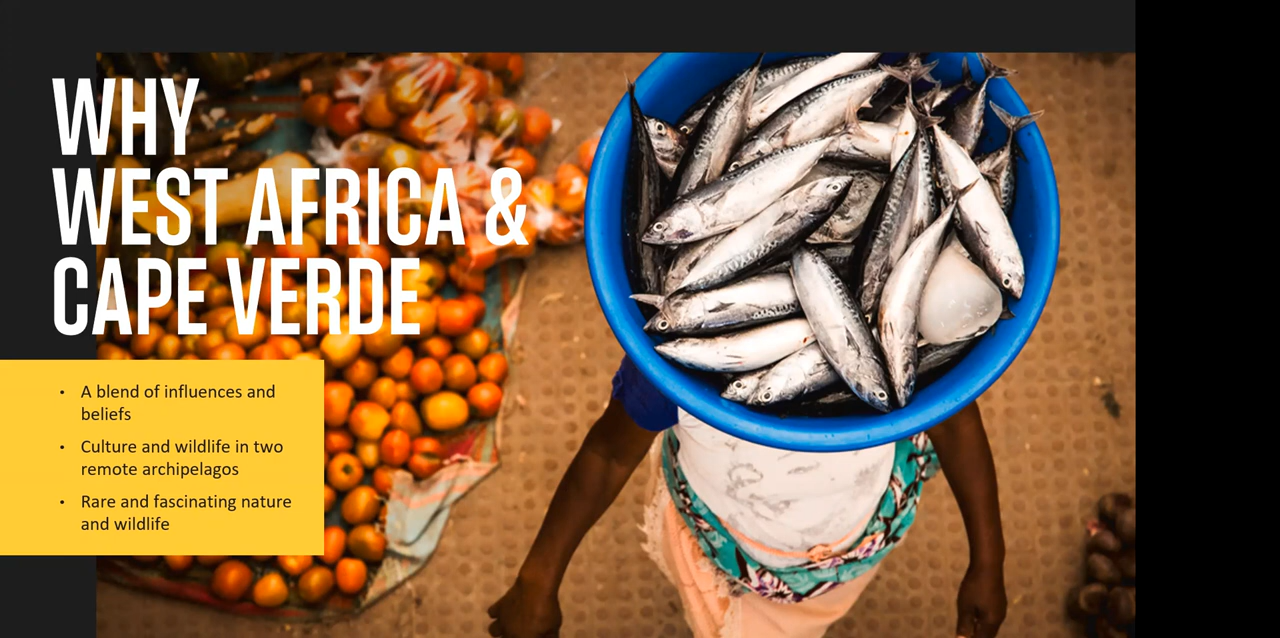 WHY
WEST AFRICA &
CAPE VERDE
• A blend of influences and
beliefs
• Culture and wildlife in two
remote archipelagos
• Rare and fascinating nature
and wildlife